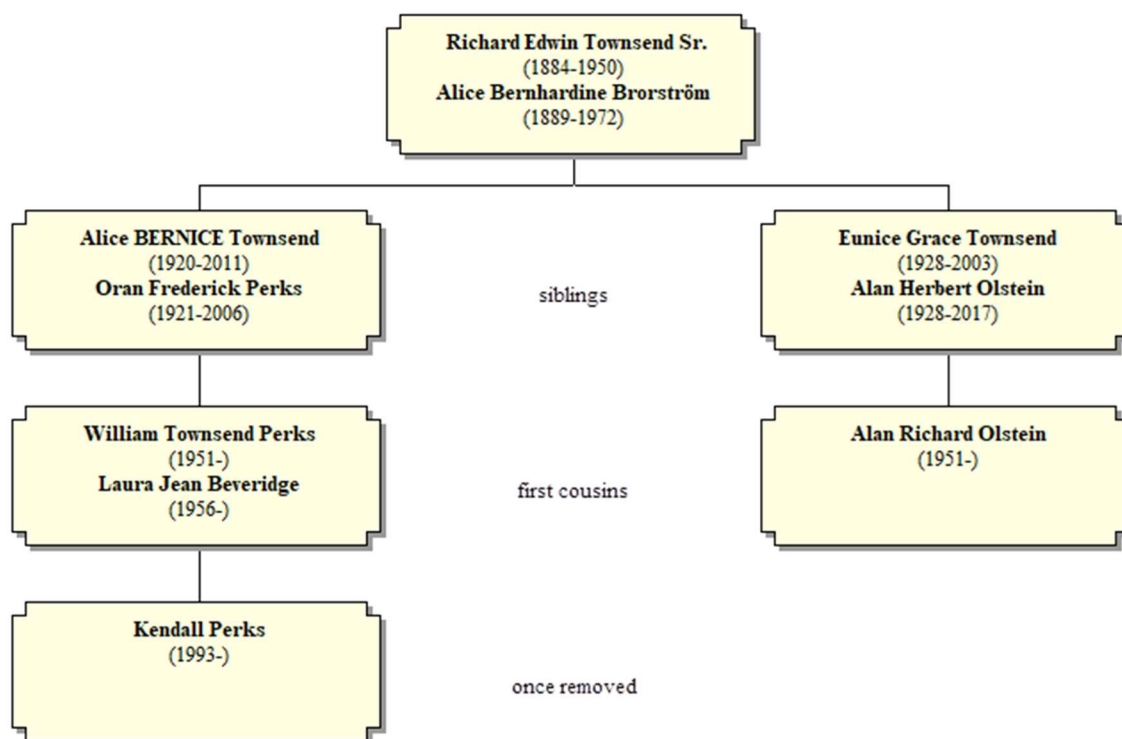 Richard Edwin Townsend Sr.
(1884-1950)
Alice Bernhardine Brorström
(1889-1972)
Alice BERNICE Townsend
(1920-2011)
Oran Frederick Perks
(1921-2006)
siblings
Eunice Grace Townsend
(1928-2003)
Alan Herbert Olstein
(1928-2017)
William Townsend Perks
(1951-)
Laura Jean Beveridge
(1956-)
first cousins
Alan Richard Olstein
(1951-)
Kendall Perks
(1993-)
once removed